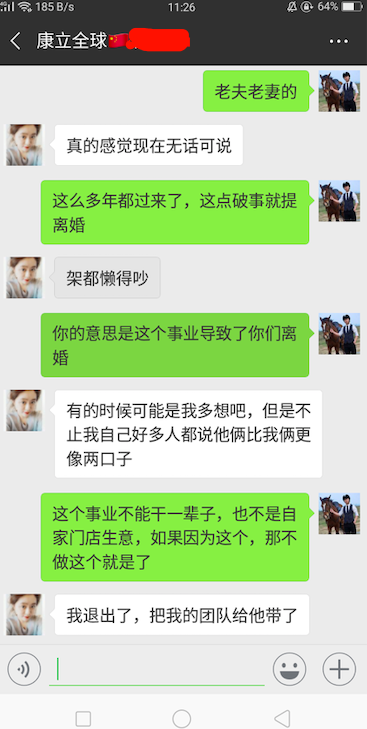 185 B/s
11:26
64%
康立全球🇨🇳
老夫老妻的
真的感觉现在无话可说
这么多年都过来了，这点破事就提
离婚
架都懒得吵
你的意思是这个事业导致了你们离
婚
有的时候可能是我多想吧，但是不
止我自己好多人都说他俩比我俩更
像两口子
这个事业不能干一辈子，也不是自
家门店生意，如果因为这个，那不
做这个就是了
我退出了，把我的团队给他带了